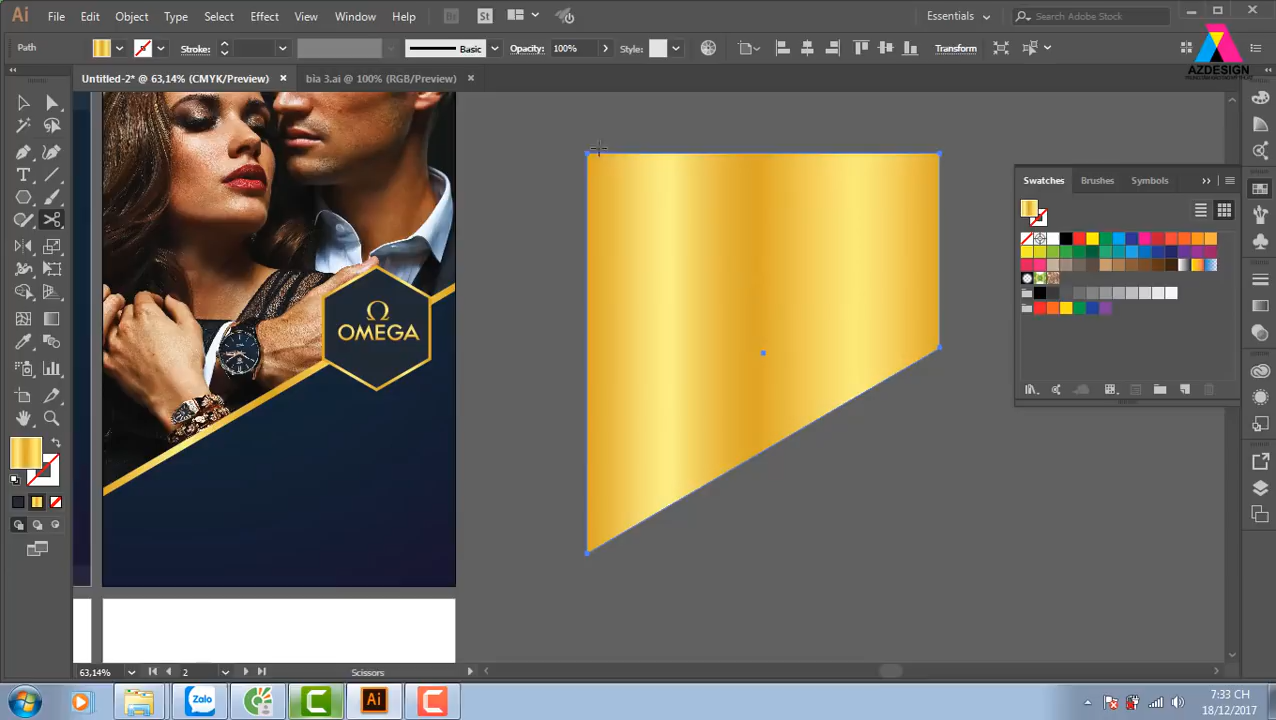 Ai File Edit Object Type Select Effect View Window Help Br St Essentials Search Adobe Stock
Path Stroke: Basic Opacity: 100% Style: Transform
AZDESIGN
Untitled-2* @ 63,14% (CMYK/Preview) × bia 3.ai @ 100% (RGB/Preview) ×
Swatches Brushes Symbols
Ω
OMEGA
63,14% 2 Scissors
Zalo Ai
7:33 CH
18/12/2017